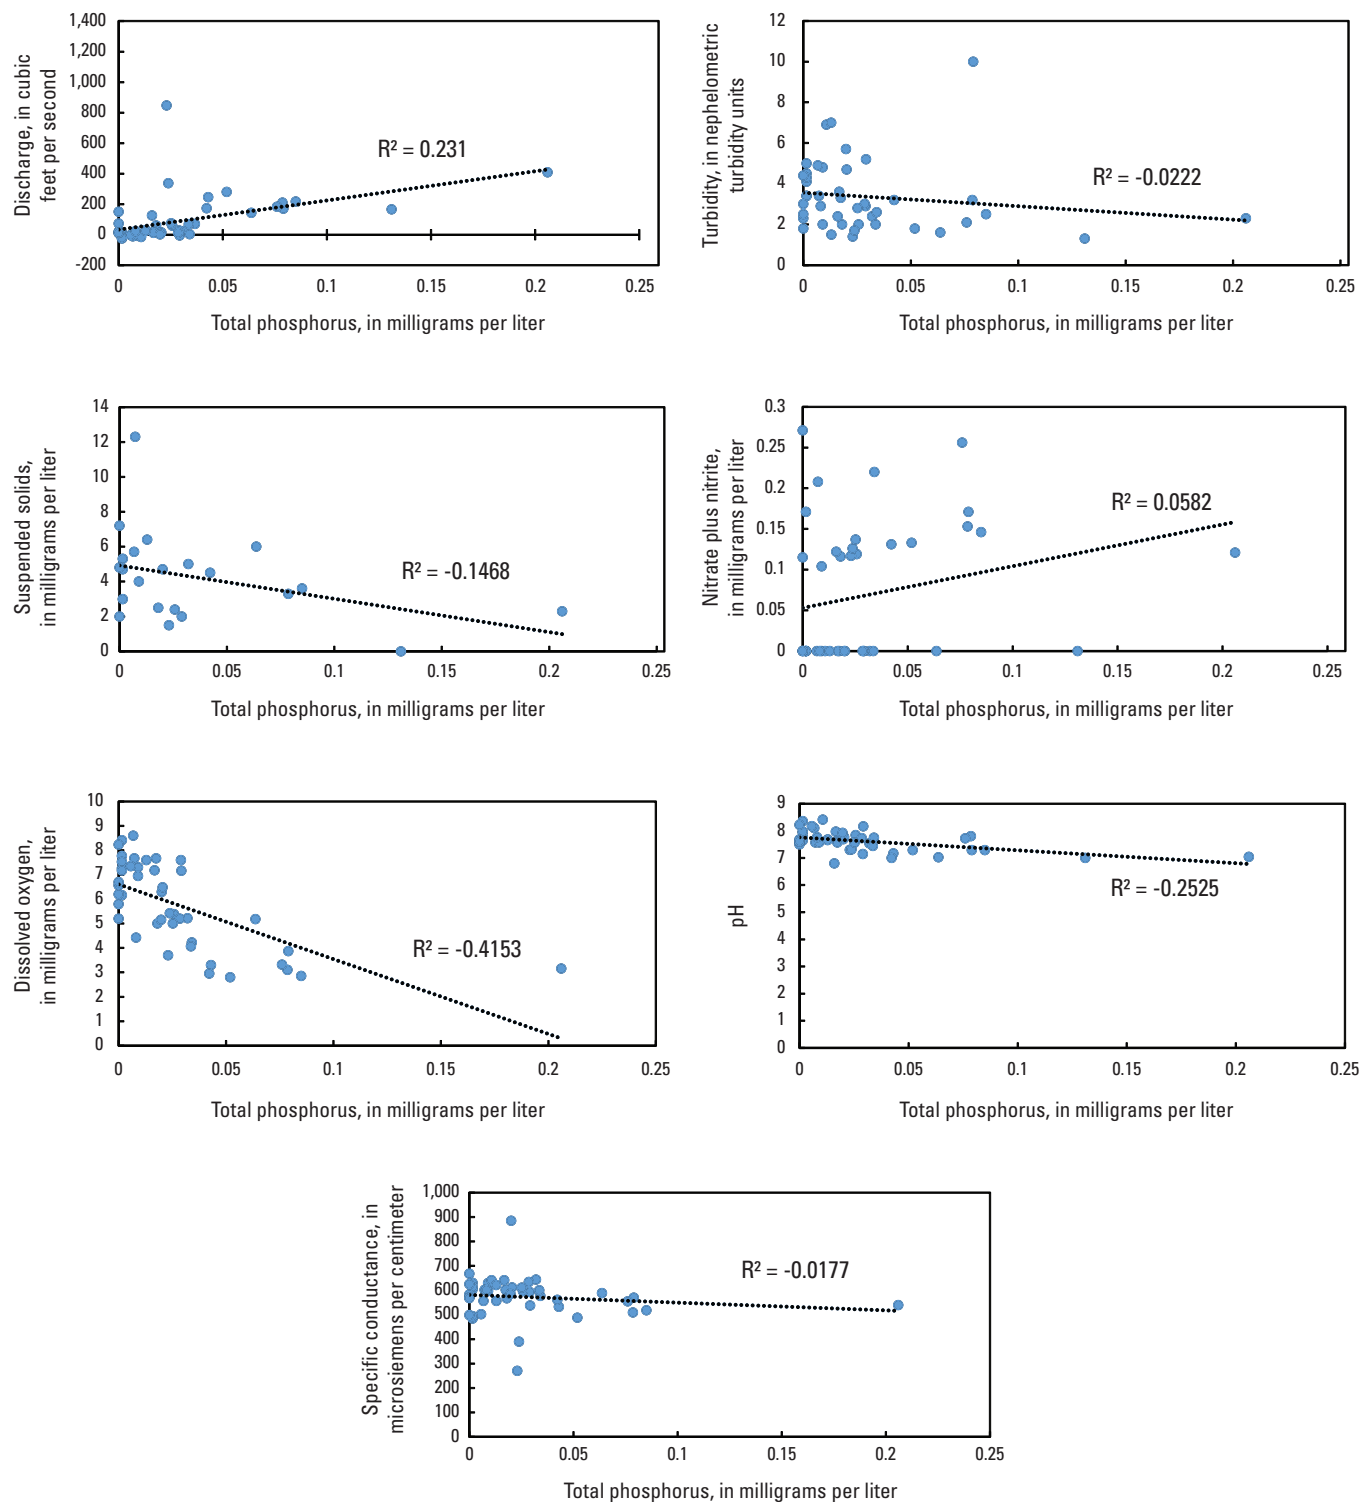 Discharge, in cubic
feet per second
1,400
1,200
1,000
800
600
400
200
0
-200
0 0.05 0.1 0.15 0.2 0.25
R² = 0.231
Total phosphorus, in milligrams per liter
Turbidity, in nephelometric
turbidity units
12
10
8
6
4
2
0
0 0.05 0.1 0.15 0.2 0.25
R² = -0.0222
Total phosphorus, in milligrams per liter
Suspended solids,
in milligrams per liter
14
12
10
8
6
4
2
0
0 0.05 0.1 0.15 0.2 0.25
R² = -0.1468
Total phosphorus, in milligrams per liter
Nitrate plus nitrite,
in milligrams per liter
0.3
0.25
0.2
0.15
0.1
0.05
0
0 0.05 0.1 0.15 0.2 0.25
R² = 0.0582
Total phosphorus, in milligrams per liter
Dissolved oxygen,
in milligrams per liter
10
9
8
7
6
5
4
3
2
1
0
0 0.05 0.1 0.15 0.2 0.25
R² = -0.4153
Total phosphorus, in milligrams per liter
pH
9
8
7
6
5
4
3
2
1
0
0 0.05 0.1 0.15 0.2 0.25
R² = -0.2525
Total phosphorus, in milligrams per liter
Specific conductance, in
microsiemens per centimeter
1,000
900
800
700
600
500
400
300
200
100
0
0 0.05 0.1 0.15 0.2 0.25
R² = -0.0177
Total phosphorus, in milligrams per liter